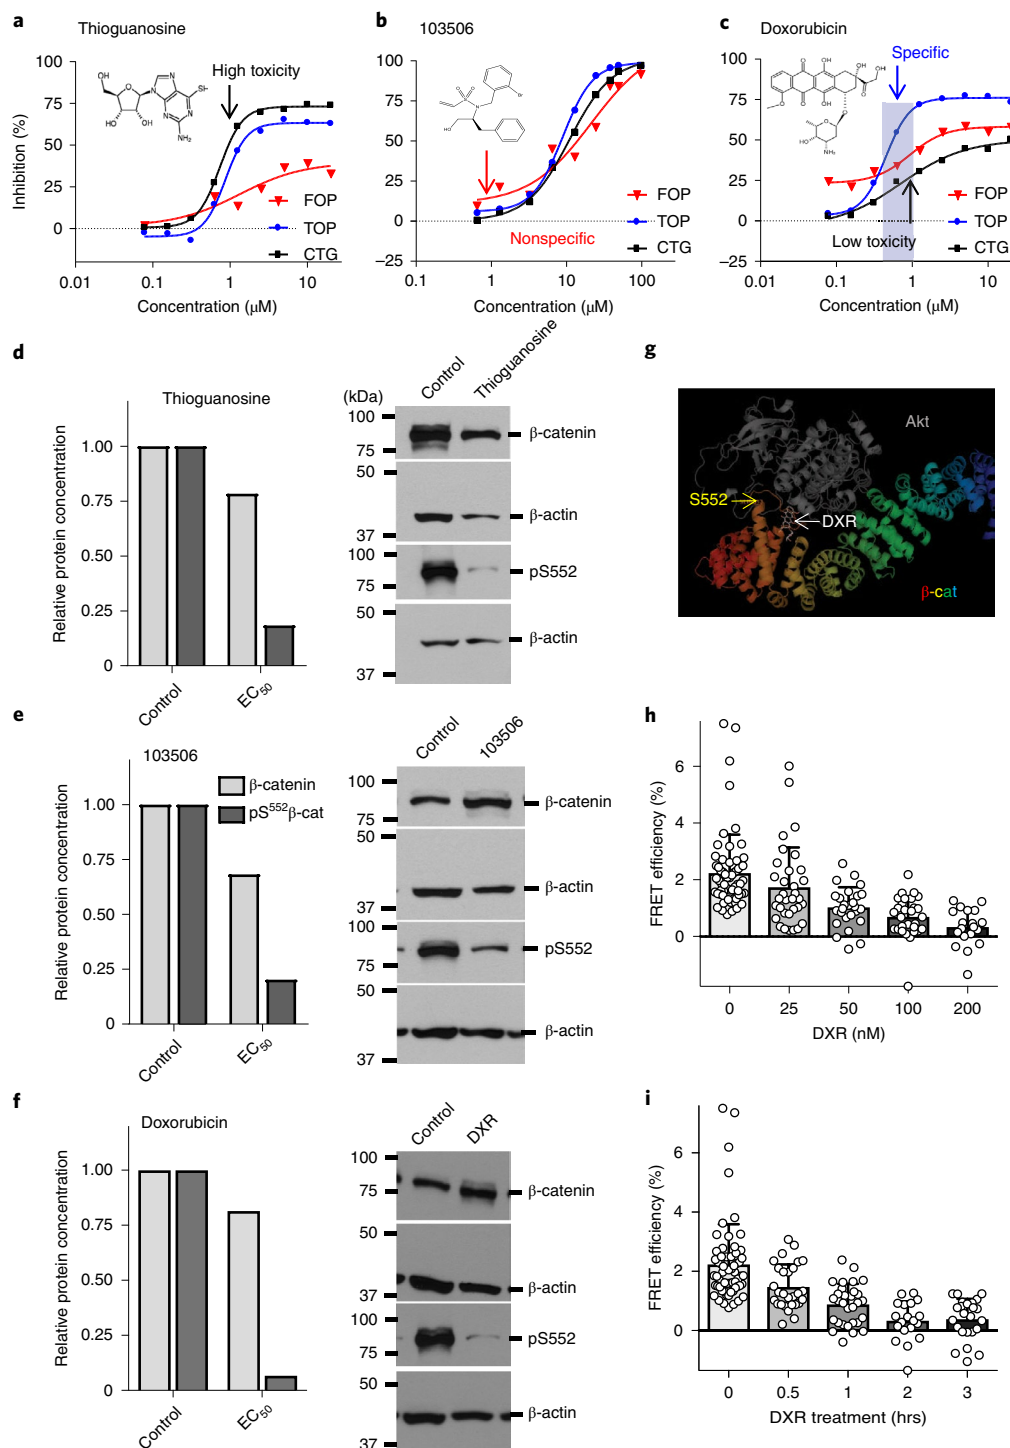 a
Thioguanosine
100
75
50
25
0
–25
Inhibition (%)
High toxicity
HO
OH
OH
O
N
N
N
N
SH
NH₂
FOP
TOP
CTG
0.01
0.1
1
10
Concentration (μM)
b
103506
100
75
50
25
0
–25
O
O
S
N
Br
HO
Nonspecific
FOP
TOP
CTG
0.1
1
10
100
Concentration (μM)
c
Doxorubicin
100
75
50
25
0
–25
Specific
Low toxicity
FOP
TOP
CTG
0.01
0.1
1
10
Concentration (μM)
d
Thioguanosine
Relative protein concentration
1.00
0.75
0.50
0.25
0
Control
EC₅₀
(kDa)
Control
Thioguanosine
100
75
β-catenin
50
37
β-actin
100
75
pS552
50
37
β-actin
e
103506
Relative protein concentration
1.00
0.75
0.50
0.25
0
β-catenin
pS⁵⁵²β-cat
Control
EC₅₀
Control
103506
100
75
β-catenin
50
37
β-actin
100
75
pS552
50
37
β-actin
f
Doxorubicin
Relative protein concentration
1.00
0.75
0.50
0.25
0
Control
EC₅₀
Control
DXR
100
75
β-catenin
50
37
β-actin
100
75
pS552
50
37
β-actin
g
Akt
S552
DXR
β-cat
h
FRET efficiency (%)
6
4
2
0
0
25
50
100
200
DXR (nM)
i
FRET efficiency (%)
6
4
2
0
0
0.5
1
2
3
DXR treatment (hrs)